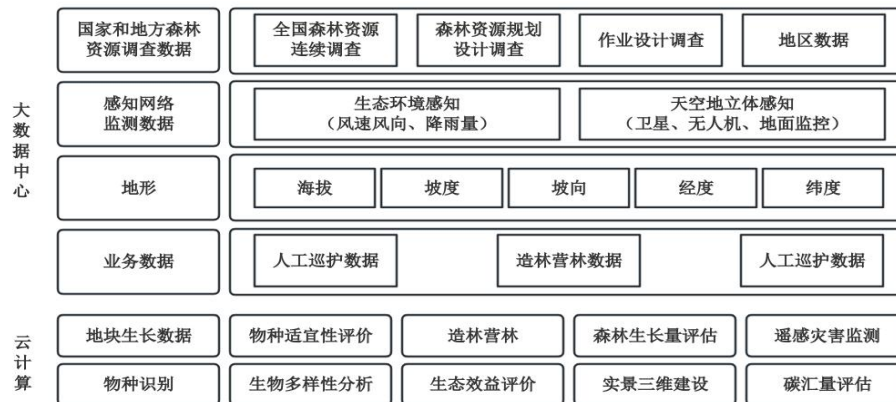 大数据中心
国家和地方森林
资源调查数据
全国森林资源
连续调查
森林资源规划
设计调查
作业设计调查
地区数据
感知网络
监测数据
生态环境感知
（风速风向、降雨量）
天空地立体感知
（卫星、无人机、地面监控）
地形
海拔
坡度
坡向
经度
纬度
业务数据
人工巡护数据
造林营林数据
人工巡护数据
云计算
地块生长数据
物种适宜性评价
造林营林
森林生长量评估
遥感灾害监测
物种识别
生物多样性分析
生态效益评价
实景三维建设
碳汇量评估